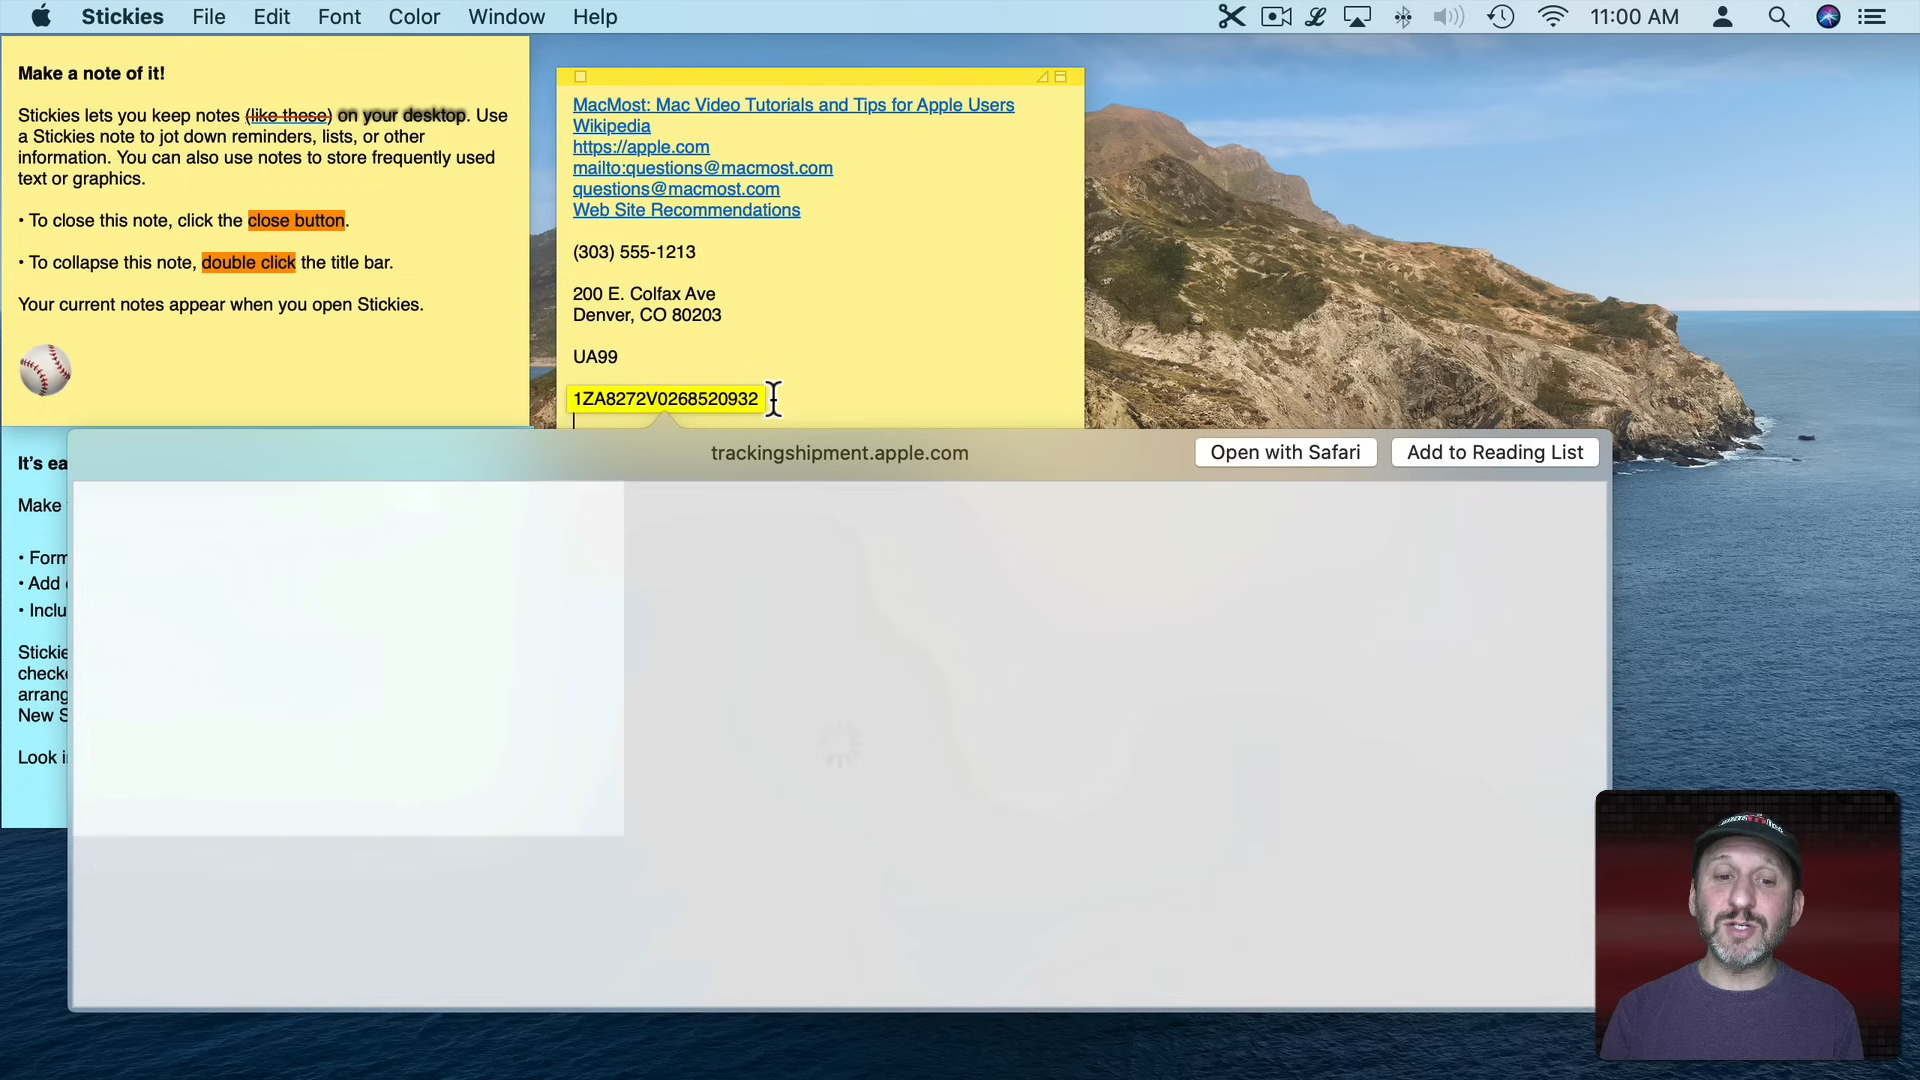 Stickies File Edit Font Color Window Help 11:00 AM
Make a note of it!
Stickies lets you keep notes (like these) on your desktop. Use
a Stickies note to jot down reminders, lists, or other
information. You can also use notes to store frequently used
text or graphics.
• To close this note, click the close button.
• To collapse this note, double click the title bar.
Your current notes appear when you open Stickies.
MacMost: Mac Video Tutorials and Tips for Apple Users
Wikipedia
https://apple.com
mailto:questions@macmost.com
questions@macmost.com
Web Site Recommendations
(303) 555-1213
200 E. Colfax Ave
Denver, CO 80203
UA99
1ZA8272V0268520932
trackingshipment.apple.com Open with Safari Add to Reading List
It's ea
Make
• Form
• Add
• Inclu
Stickie
checke
arrang
New S
Look i